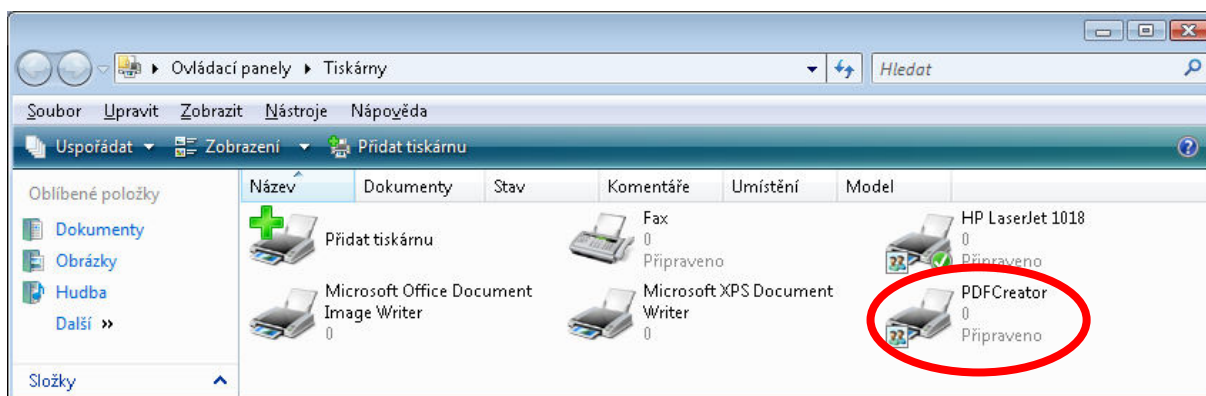 Ovládací panely Tiskárny
Hledat
Soubor Upravit Zobrazit Nástroje Nápověda
Uspořádat Zobrazení Přidat tiskárnu
Oblíbené položky
Dokumenty
Obrázky
Hudba
Další »
Složky
Název Dokumenty Stav Komentáře Umístění Model
Přidat tiskárnu
Fax
0
Připraveno
HP LaserJet 1018
0
Připraveno
Microsoft Office Document
Image Writer
0
Microsoft XPS Document
Writer
0
PDFCreator
0
Připraveno